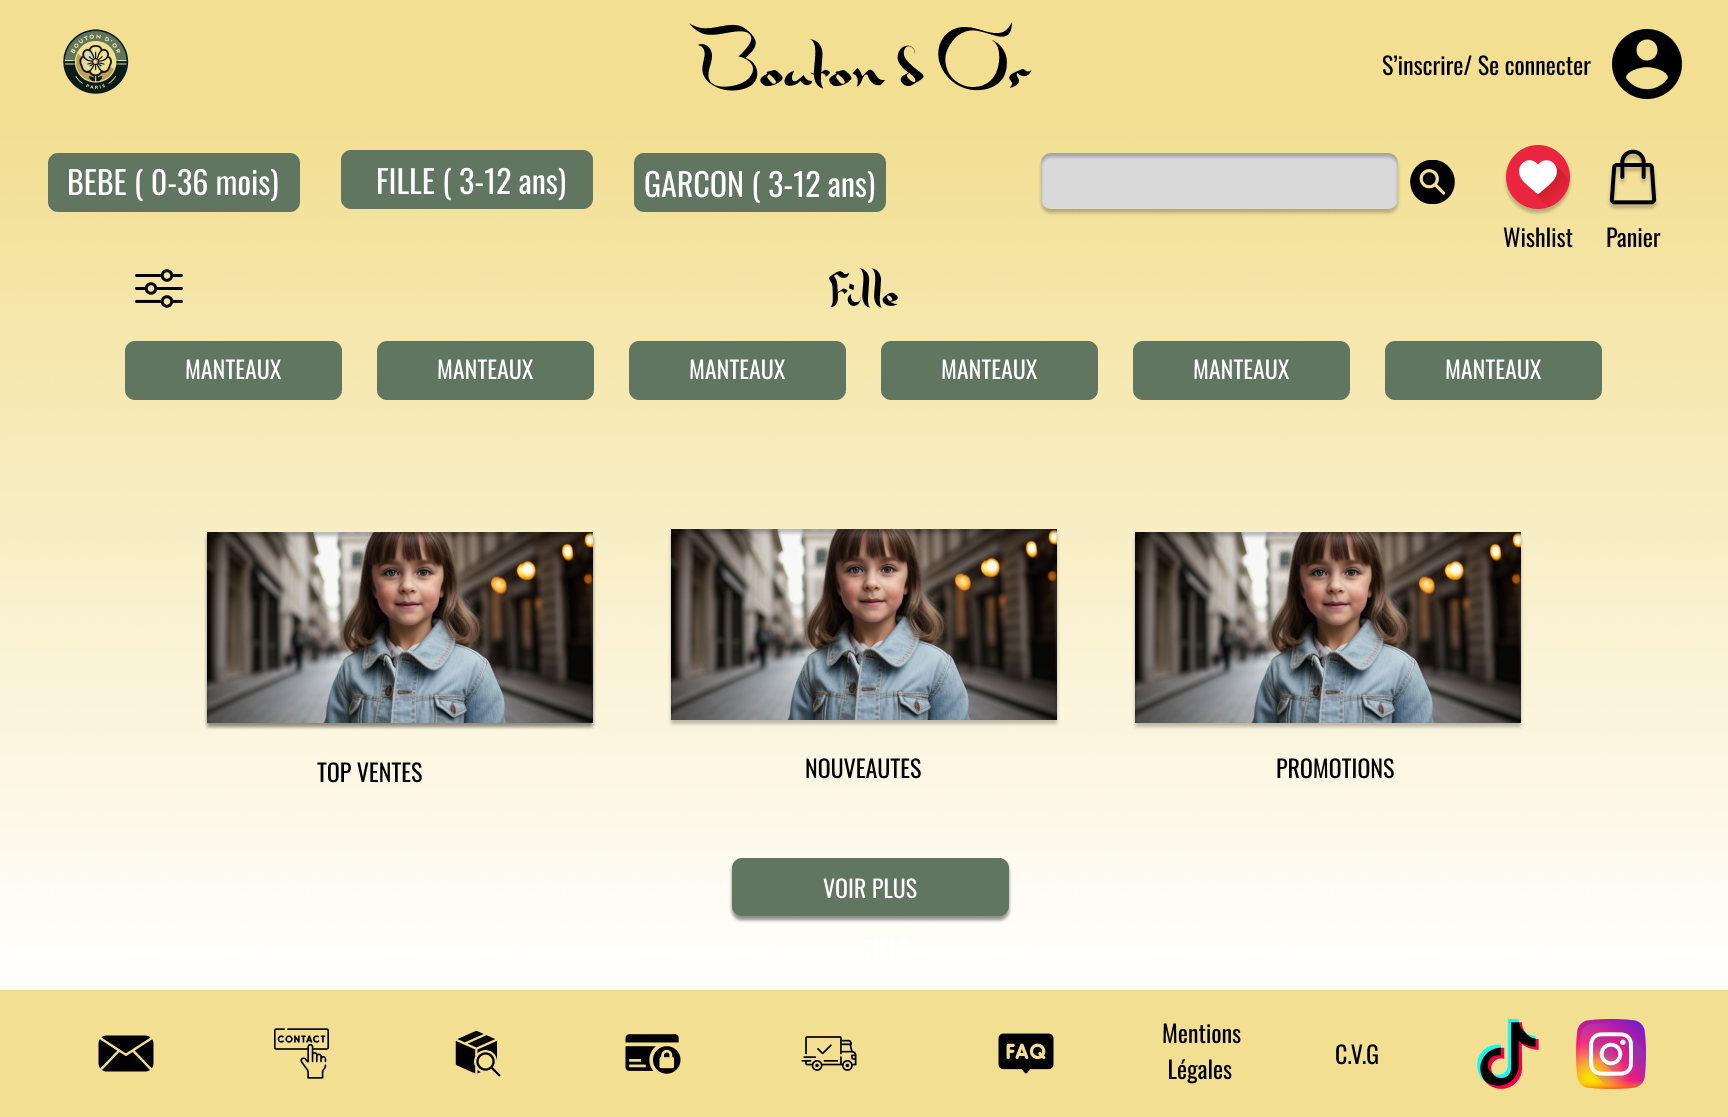 BOUTON D'OR
PARIS
Bouton d Or
S'inscrire/ Se connecter
BEBE ( 0-36 mois)
FILLE ( 3-12 ans)
GARCON ( 3-12 ans)
Wishlist
Panier
Fille
MANTEAUX
MANTEAUX
MANTEAUX
MANTEAUX
MANTEAUX
MANTEAUX
TOP VENTES
NOUVEAUTES
PROMOTIONS
VOIR PLUS
CONTACT
FAQ
Mentions
Légales
C.V.G